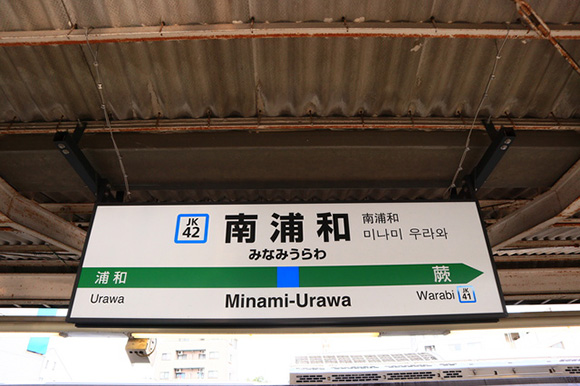 JK
42
南浦和
みなみうらわ
南浦和
미나미 우라와
浦和
蕨
Urawa
Minami-Urawa
Warabi
JK
41